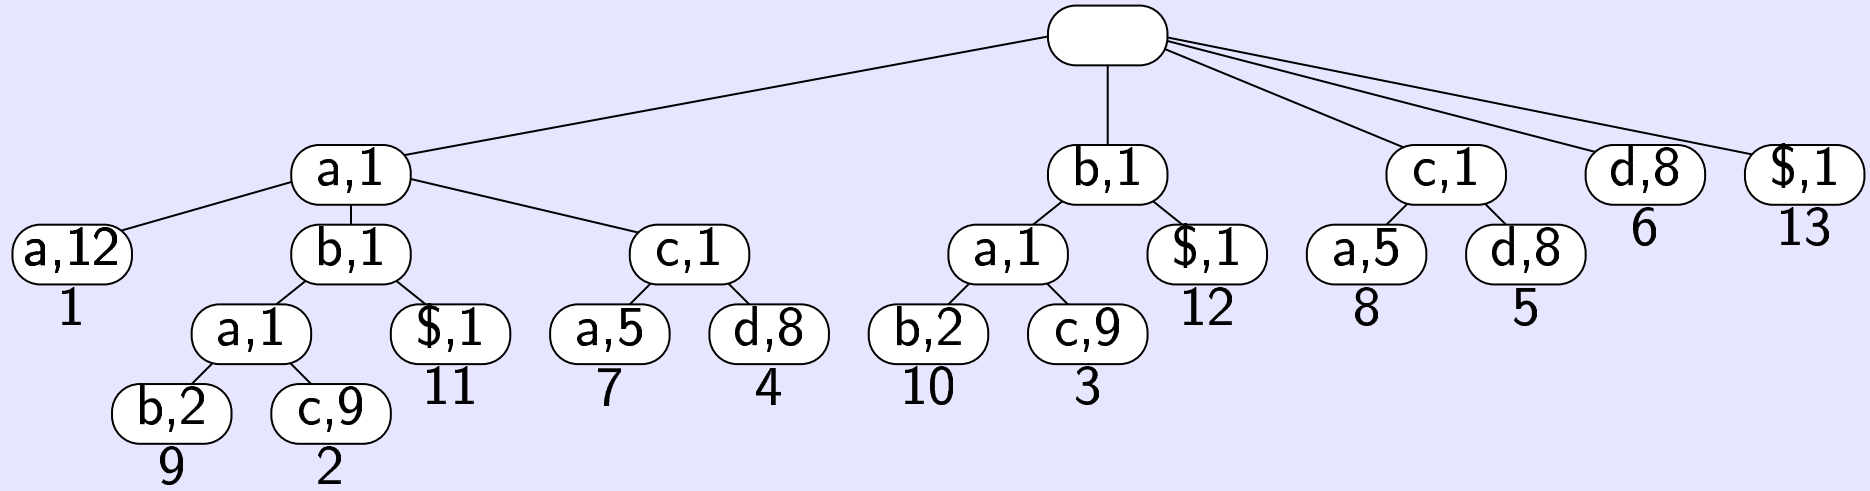 a,1 b,1 c,1 d,8 $,1
6 13
a,12 b,1 c,1 a,1 $,1 a,5 d,8
1 12 8 5
a,1 $,1 a,5 d,8 b,2 c,9
11 7 4 10 3
b,2 c,9
9 2